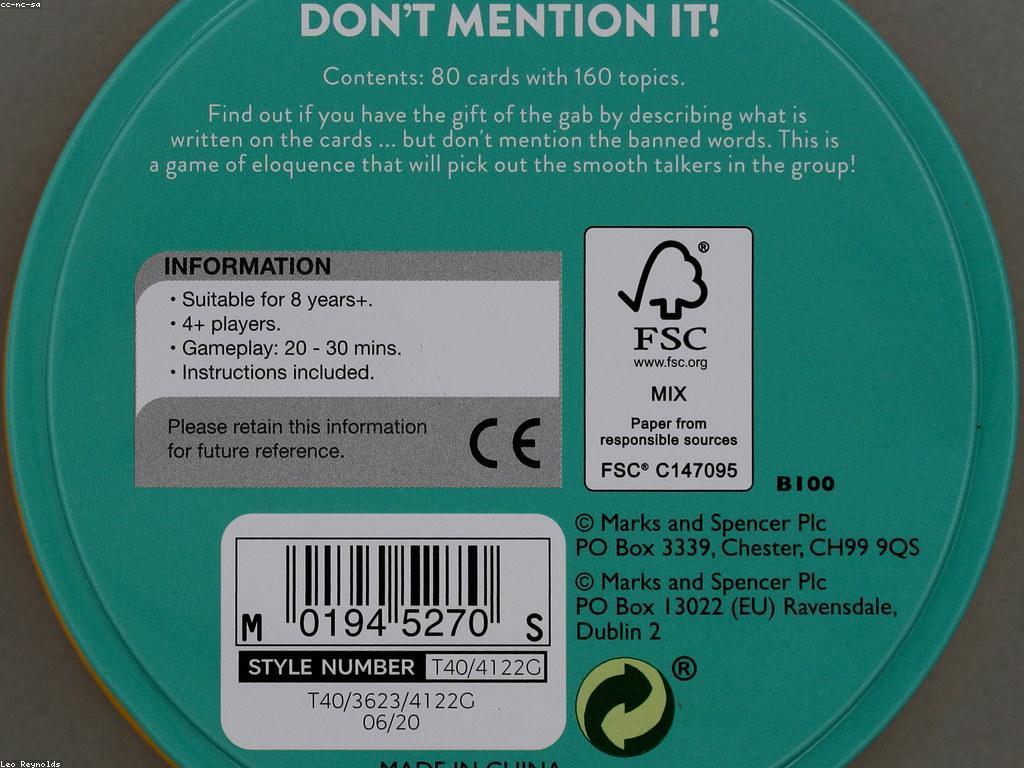 cc-nc-sa
DON'T MENTION IT!
Contents: 80 cards with 160 topics.
Find out if you have the gift of the gab by describing what is
written on the cards ... but don't mention the banned words. This is
a game of eloquence that will pick out the smooth talkers in the group!
INFORMATION
• Suitable for 8 years+.
• 4+ players.
• Gameplay: 20 - 30 mins.
• Instructions included.
Please retain this information
for future reference.
CE
®
FSC
www.fsc.org
MIX
Paper from
responsible sources
FSC® C147095
B100
© Marks and Spencer Plc
PO Box 3339, Chester, CH99 9QS
© Marks and Spencer Plc
PO Box 13022 (EU) Ravensdale,
Dublin 2
®
M 0194 5270 S
STYLE NUMBER T40/4122G
T40/3623/4122G
06/20
MADE IN CHINA
Leo Reynolds